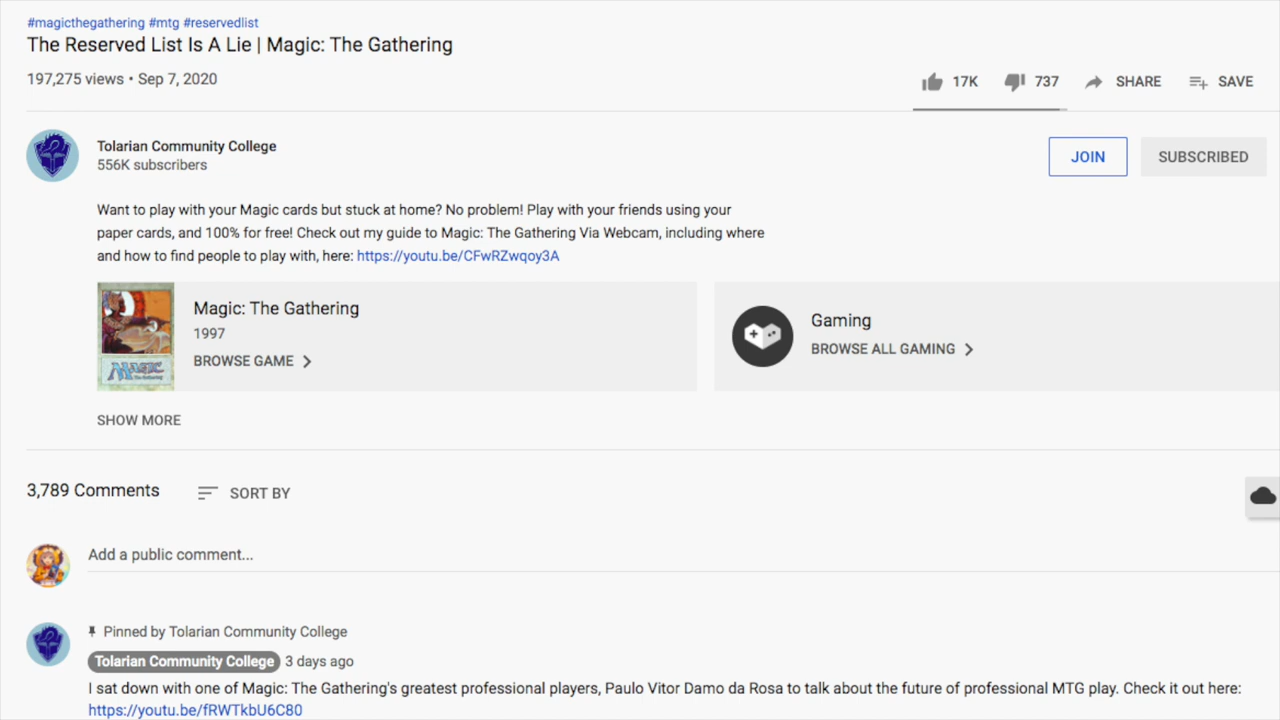 #magicthegathering #mtg #reservedlist
The Reserved List Is A Lie | Magic: The Gathering
197,275 views • Sep 7, 2020
17K 737 SHARE SAVE
Tolarian Community College
556K subscribers
JOIN SUBSCRIBED
Want to play with your Magic cards but stuck at home? No problem! Play with your friends using your
paper cards, and 100% for free! Check out my guide to Magic: The Gathering Via Webcam, including where
and how to find people to play with, here: https://youtu.be/CFwRZwqoy3A
MAGIC
The Gathering
Magic: The Gathering
1997
BROWSE GAME
Gaming
BROWSE ALL GAMING
SHOW MORE
3,789 Comments SORT BY
Add a public comment...
Pinned by Tolarian Community College
Tolarian Community College 3 days ago
I sat down with one of Magic: The Gathering's greatest professional players, Paulo Vitor Damo da Rosa to talk about the future of professional MTG play. Check it out here:
https://youtu.be/fRWTkbU6C80